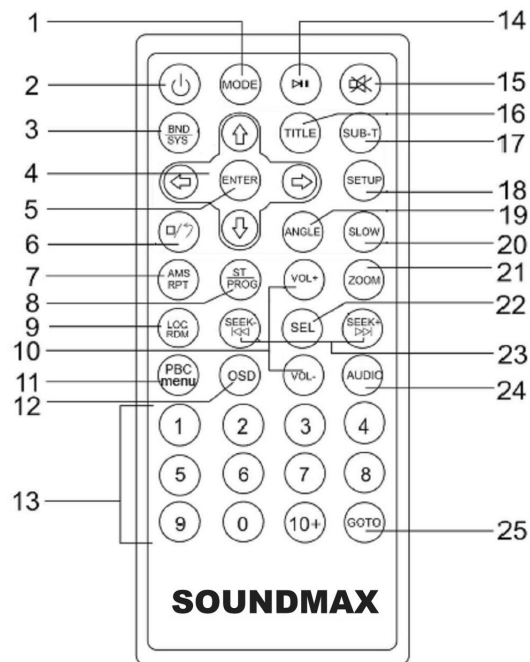 1
14
2
MODE
15
3
BND
SYS
TITLE
SUB-T
16
17
4
5
ENTER
SETUP
18
6
ANGLE
SLOW
19
20
7
AMS
RPT
ST
PROG
VOL+
ZOOM
21
8
22
9
LOC
RDM
SEEK-
SEL
SEEK+
10
23
11
PBC
menu
OSD
VOL-
AUDIO
24
12
1 2 3 4
13
5 6 7 8
9 0 10+ GOTO
25
SOUNDMAX